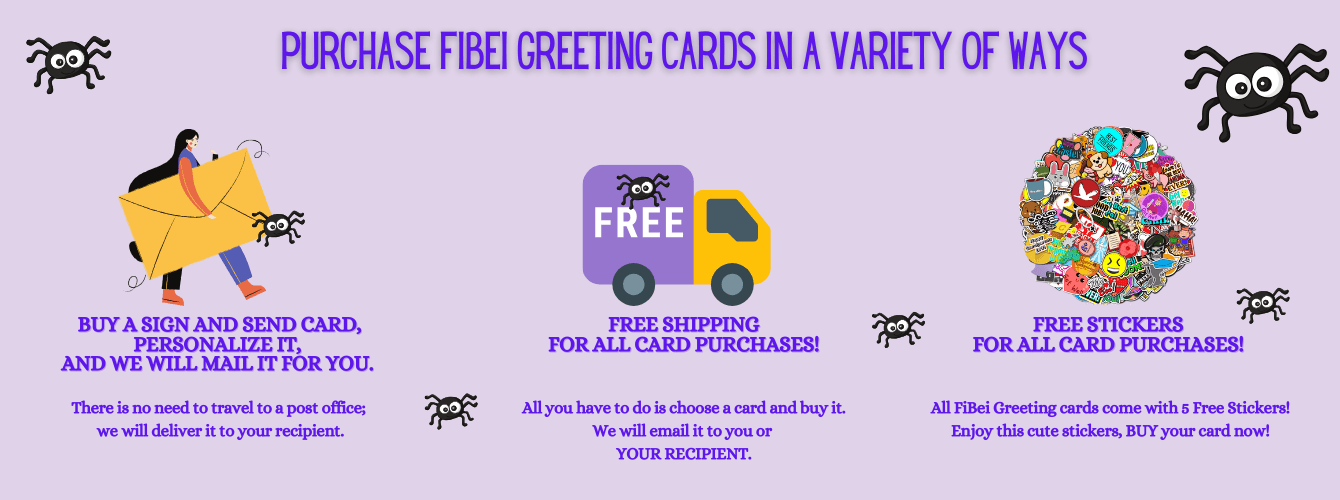 PURCHASE FIBEI GREETING CARDS IN A VARIETY OF WAYS
FREE
BUY A SIGN AND SEND CARD,
PERSONALIZE IT,
AND WE WILL MAIL IT FOR YOU.
There is no need to travel to a post office;
we will deliver it to your recipient.
FREE SHIPPING
FOR ALL CARD PURCHASES!
All you have to do is choose a card and buy it.
We will email it to you or
YOUR RECIPIENT.
BEST
FRIENDS
YOU
FREE STICKERS
FOR ALL CARD PURCHASES!
All FiBei Greeting cards come with 5 Free Stickers!
Enjoy this cute stickers, BUY your card now!